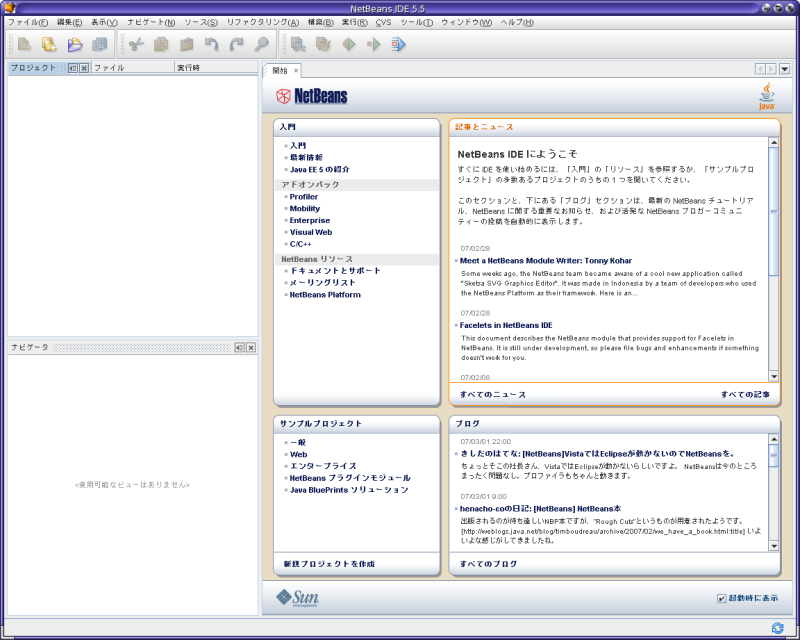 NetBeans IDE 5.5
ファイル(F) 編集(E) 表示(V) ナビゲート(N) ソース(S) リファクタリング(A) 構築(B) 実行(R) CVS ツール(T) ウィンドウ(W) ヘルプ(H)
プロジェクト ファイル 実行時
開始
NetBeans
Java
入門
入門
最新情報
Java EE 5 の紹介
アドオンパック
Profiler
Mobility
Enterprise
Visual Web
C/C++
NetBeans リソース
ドキュメントとサポート
メーリングリスト
NetBeans Platform
記事とニュース
NetBeans IDE にようこそ
すぐに IDE を使い始めるには、「入門」の「リソース」を参照するか、「サンプルプロ
ジェクト」の多数あるプロジェクトのうちの 1 つを開いてください。
このセクションと、下にある「ブログ」セクションは、最新の NetBeans チュートリア
ル、NetBeans に関する重要なお知らせ、および活発な NetBeans ブロガーコミュニ
ティーの投稿を自動的に表示します。
07/02/28
Meet a NetBeans Module Writer: Tonny Kohar
Some weeks ago, the NetBeans team became aware of a cool new application called
"Sketsa SVG Graphics Editor". It was made in Indonesia by a team of developers who used
the NetBeans Platform as their framework. Here is an...
07/02/28
Facelets in NetBeans IDE
This document describes the NetBeans module that provides support for Facelets in
NetBeans. It is still under development, so please file bugs and enhancements if something
doesn't work for you.
07/02/08
すべてのニュース すべての記事
ナビゲータ
<使用可能なビューはありません>
サンプルプロジェクト
一般
Web
エンタープライズ
NetBeans プラグインモジュール
Java BluePrints ソリューション
新規プロジェクトを作成
ブログ
07/03/01 22:00
きしだのはてな: [NetBeans]VistaではEclipseが動かないのでNetBeansを。
ちょっとそこの社長さん、VistaではEclipseが動かないらしいですよ。 NetBeansは今のところ
まったく問題なし。プロファイラもちゃんと動きます。
07/03/01 9:00
henacho-coの日記: [NetBeans] NetBeans本
出版されるのが待ち遠しいNBP本ですが、"Rough Cuts"というものが用意されたようです。
[http://weblogs.java.net/blog/timboudreau/archive/2007/02/we_have_a_book.html:title] いよ
いよな感じがしてきましたね。
すべてのブログ
Sun
microsystems
起動時に表示